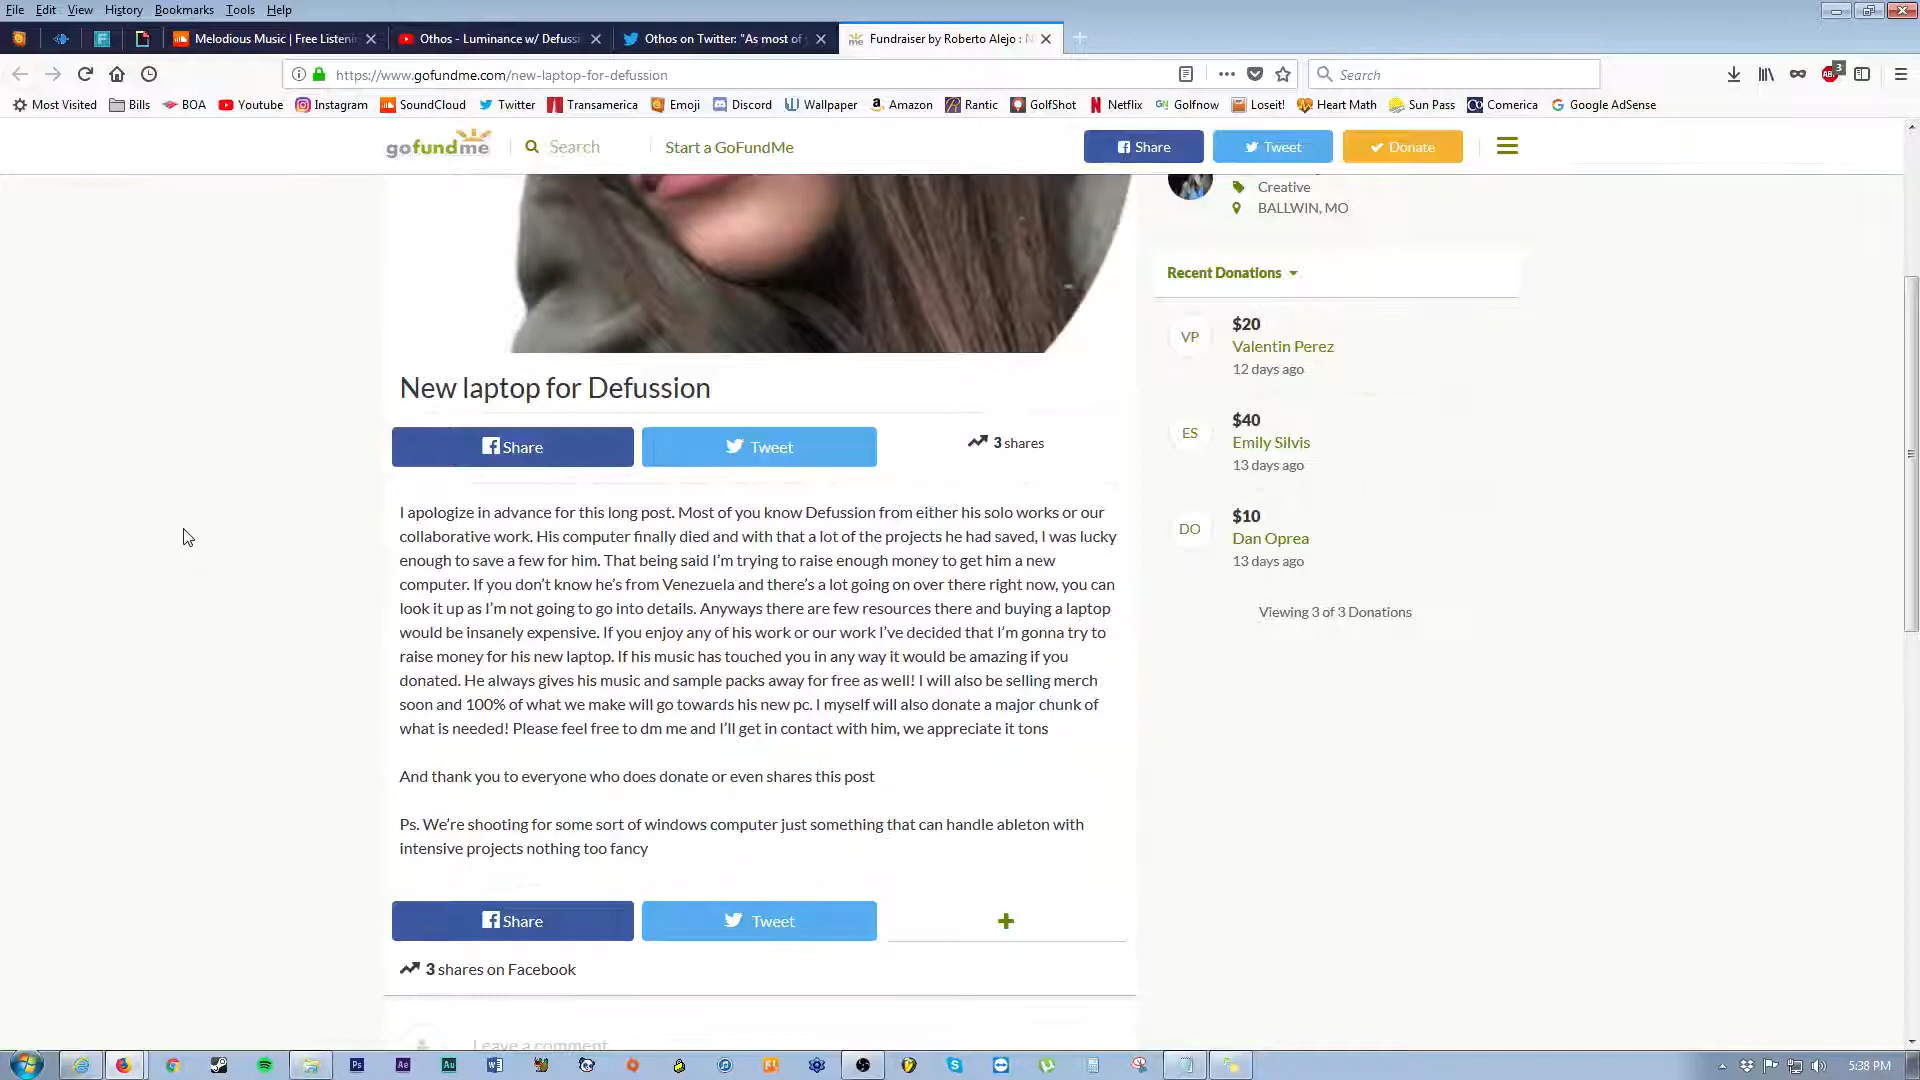 File Edit View History Bookmarks Tools Help
Melodious Music | Free Listenin
Othos - Luminance w/ Defuss
Othos on Twitter: "As most of
Fundraiser by Roberto Alejo : N
https://www.gofundme.com/new-laptop-for-defussion
Search
3
Most Visited Bills BOA Youtube Instagram SoundCloud Twitter Transamerica Emoji Discord Wallpaper Amazon Rantic GolfShot Netflix Golfnow Loseit! Heart Math Sun Pass Comerica Google AdSense
gofundme Search Start a GoFundMe Share Tweet Donate
Creative
BALLWIN, MO
Recent Donations
VP
$20
Valentin Perez
12 days ago
ES
$40
Emily Silvis
13 days ago
DO
$10
Dan Oprea
13 days ago
Viewing 3 of 3 Donations
New laptop for Defussion
Share Tweet 3 shares
I apologize in advance for this long post. Most of you know Defussion from either his solo works or our
collaborative work. His computer finally died and with that a lot of the projects he had saved, I was lucky
enough to save a few for him. That being said I'm trying to raise enough money to get him a new
computer. If you don't know he's from Venezuela and there's a lot going on over there right now, you can
look it up as I'm not going to go into details. Anyways there are few resources there and buying a laptop
would be insanely expensive. If you enjoy any of his work or our work I've decided that I'm gonna try to
raise money for his new laptop. If his music has touched you in any way it would be amazing if you
donated. He always gives his music and sample packs away for free as well! I will also be selling merch
soon and 100% of what we make will go towards his new pc. I myself will also donate a major chunk of
what is needed! Please feel free to dm me and I'll get in contact with him, we appreciate it tons
And thank you to everyone who does donate or even shares this post
Ps. We're shooting for some sort of windows computer just something that can handle ableton with
intensive projects nothing too fancy
Share Tweet
3 shares on Facebook
Leave a comment
Ps Ae Au
5:38 PM